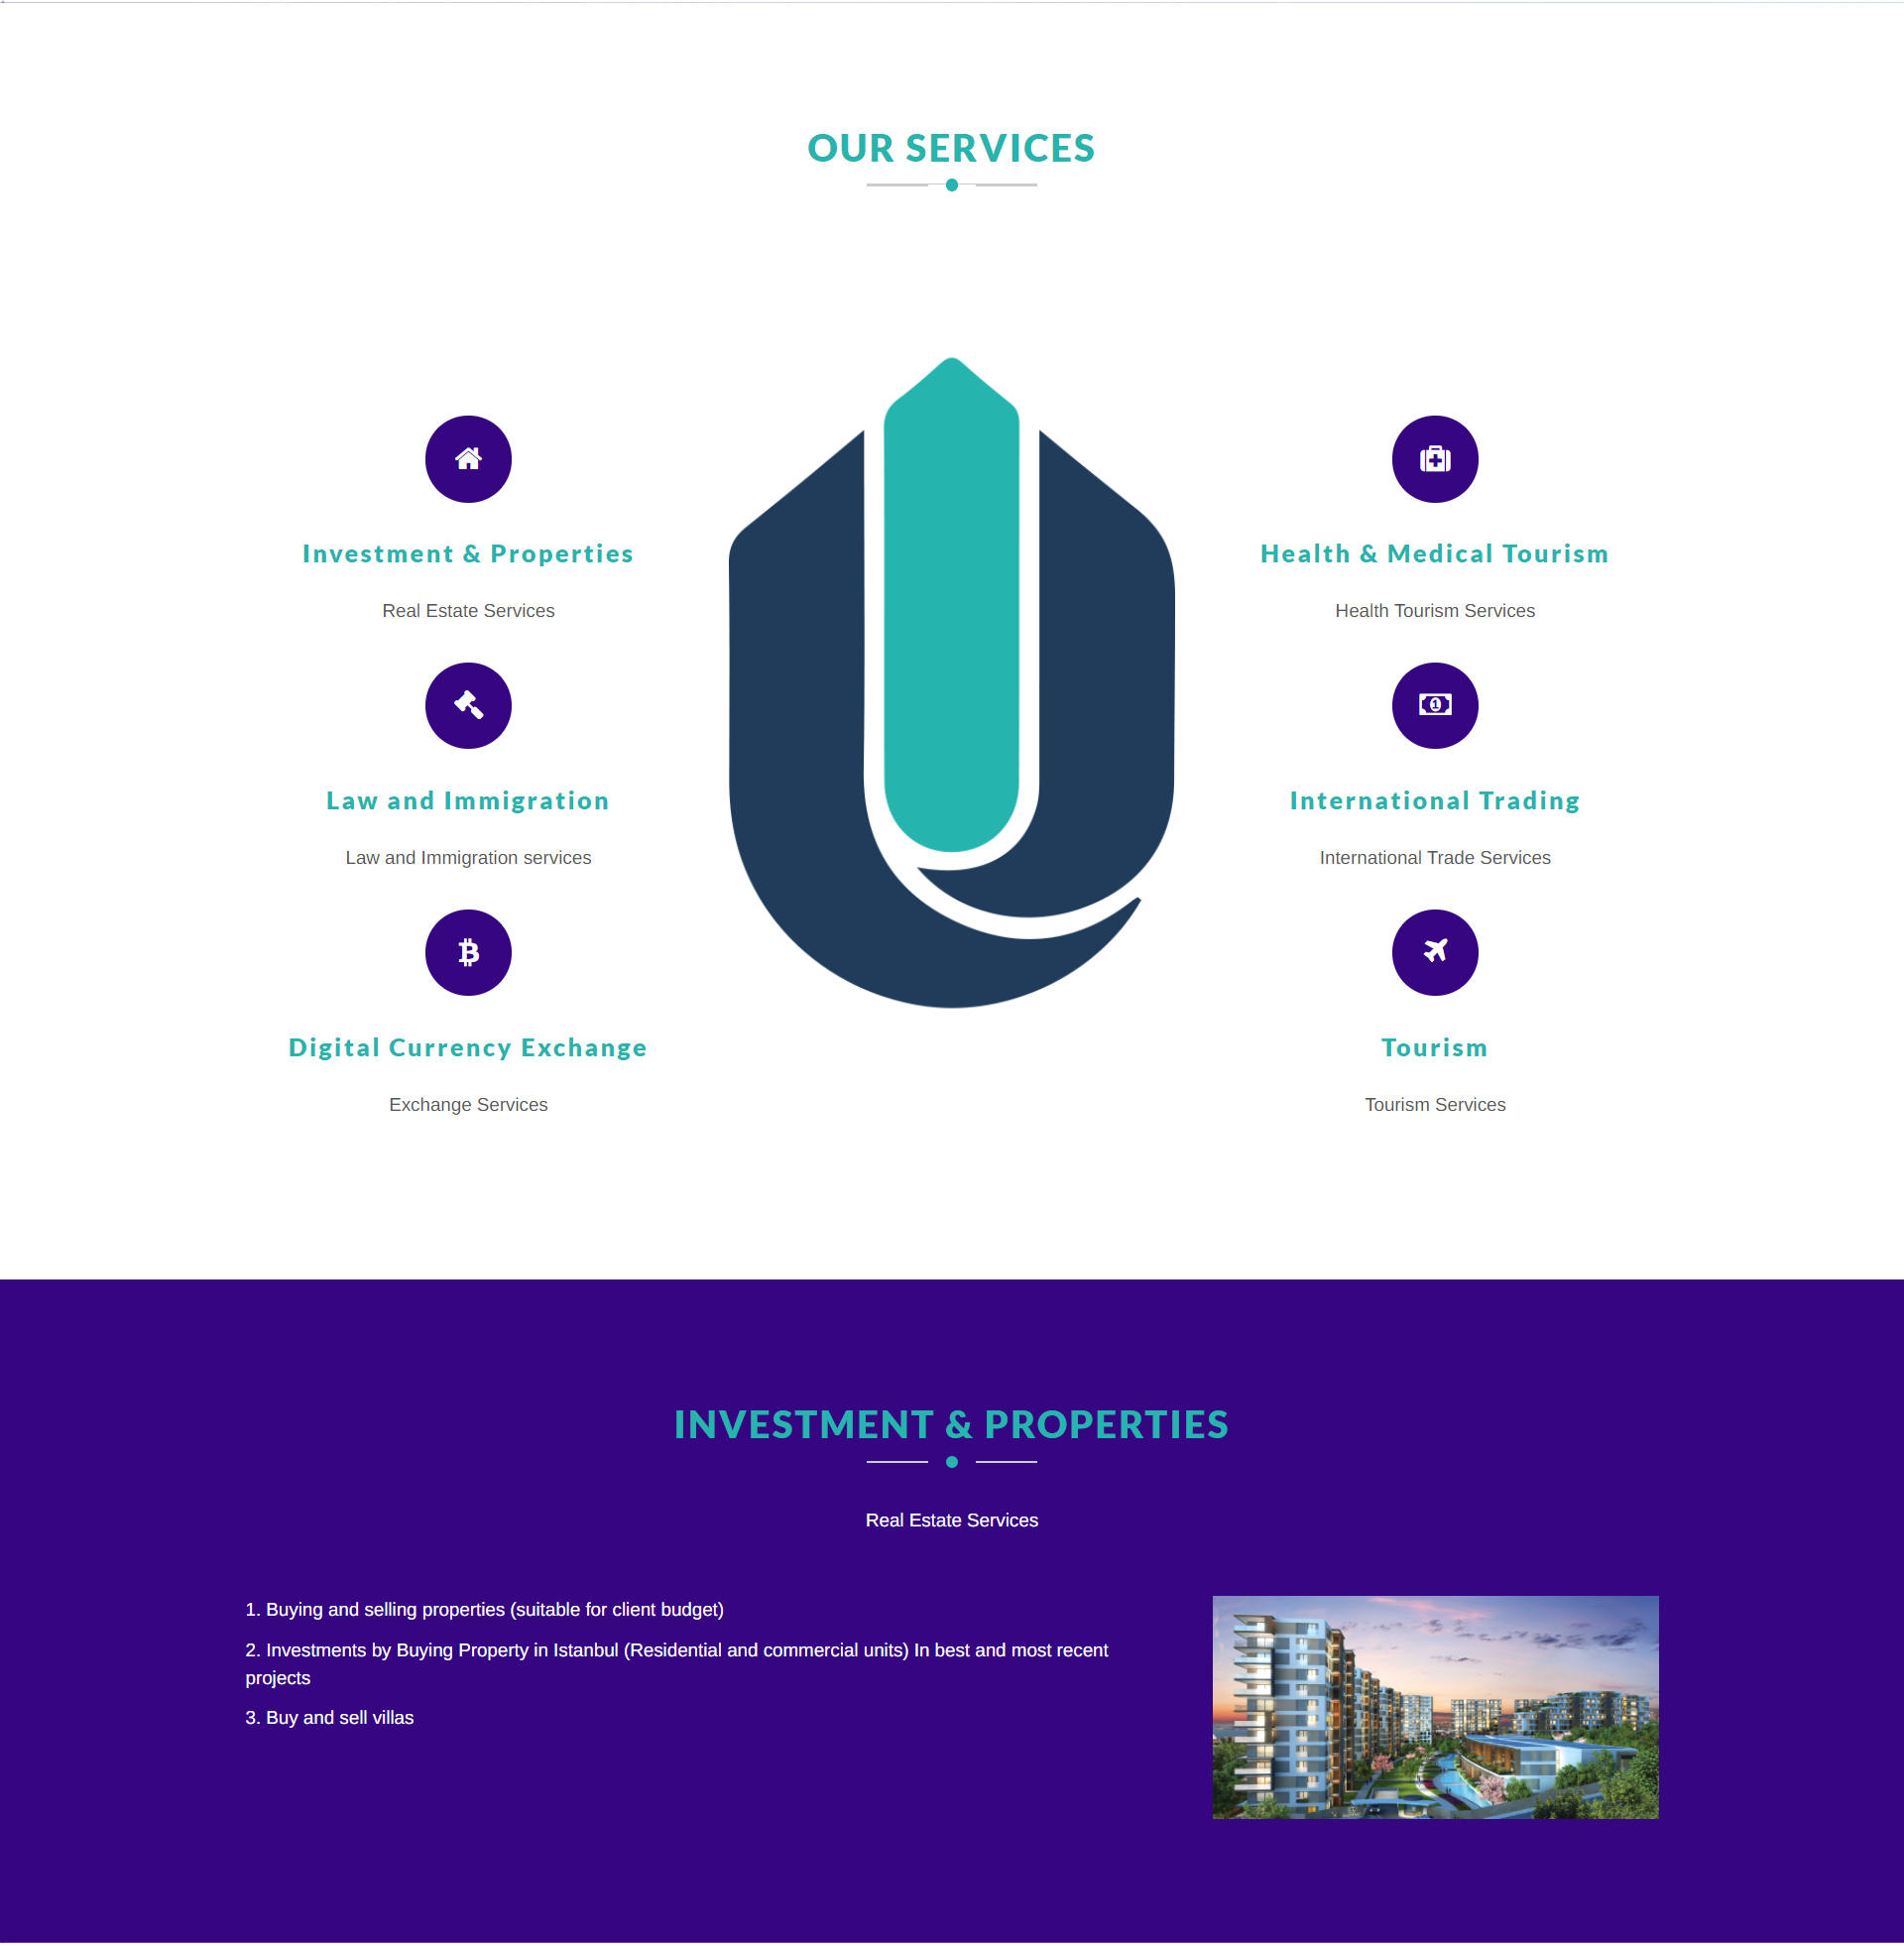 OUR SERVICES
Investment & Properties
Real Estate Services
Law and Immigration
Law and Immigration services
Digital Currency Exchange
Exchange Services
Health & Medical Tourism
Health Tourism Services
International Trading
International Trade Services
Tourism
Tourism Services
INVESTMENT & PROPERTIES
Real Estate Services
1. Buying and selling properties (suitable for client budget)
2. Investments by Buying Property in Istanbul (Residential and commercial units) In best and most recent
projects
3. Buy and sell villas